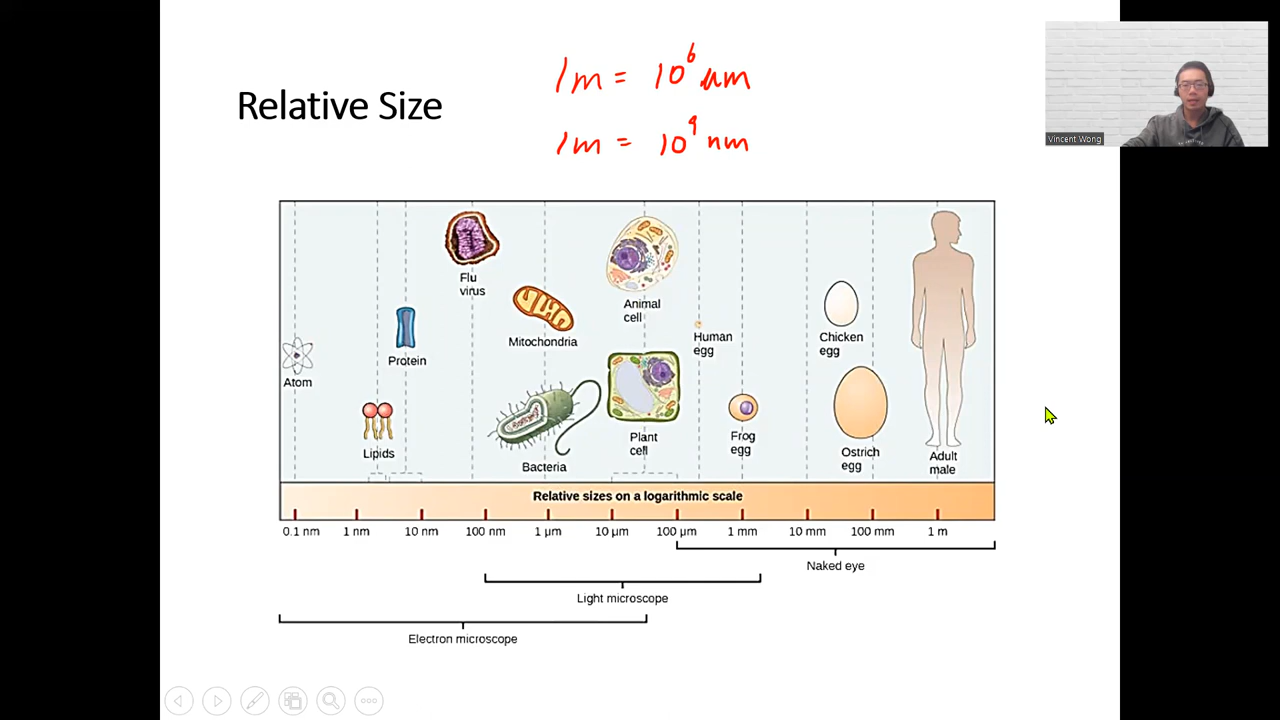 1m = 10⁶ µm
1m = 10⁹ nm
Relative Size
Vincent Wong
Flu
virus
Animal
cell
Mitochondria
Human
egg
Chicken
egg
Protein
Atom
Lipids
Bacteria
Plant
cell
Frog
egg
Ostrich
egg
Adult
male
Relative sizes on a logarithmic scale
0.1 nm 1 nm 10 nm 100 nm 1 µm 10 µm 100 µm 1 mm 10 mm 100 mm 1 m
Naked eye
Light microscope
Electron microscope